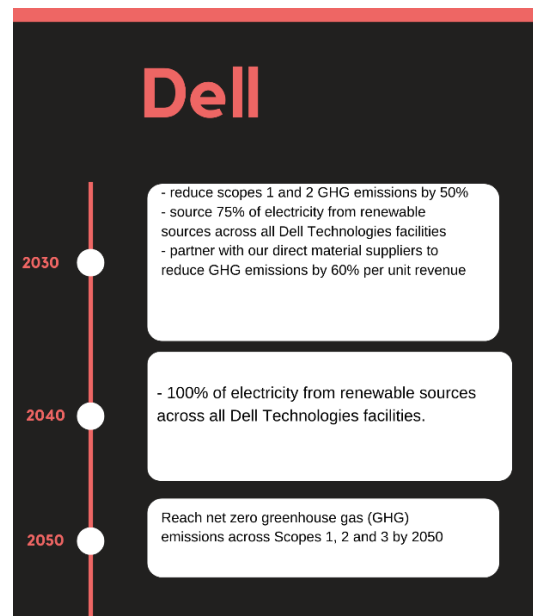 Dell
2030
- reduce scopes 1 and 2 GHG emissions by 50%
- source 75% of electricity from renewable
sources across all Dell Technologies facilities
- partner with our direct material suppliers to
reduce GHG emissions by 60% per unit revenue
2040
- 100% of electricity from renewable sources
across all Dell Technologies facilities.
2050
Reach net zero greenhouse gas (GHG)
emissions across Scopes 1, 2 and 3 by 2050